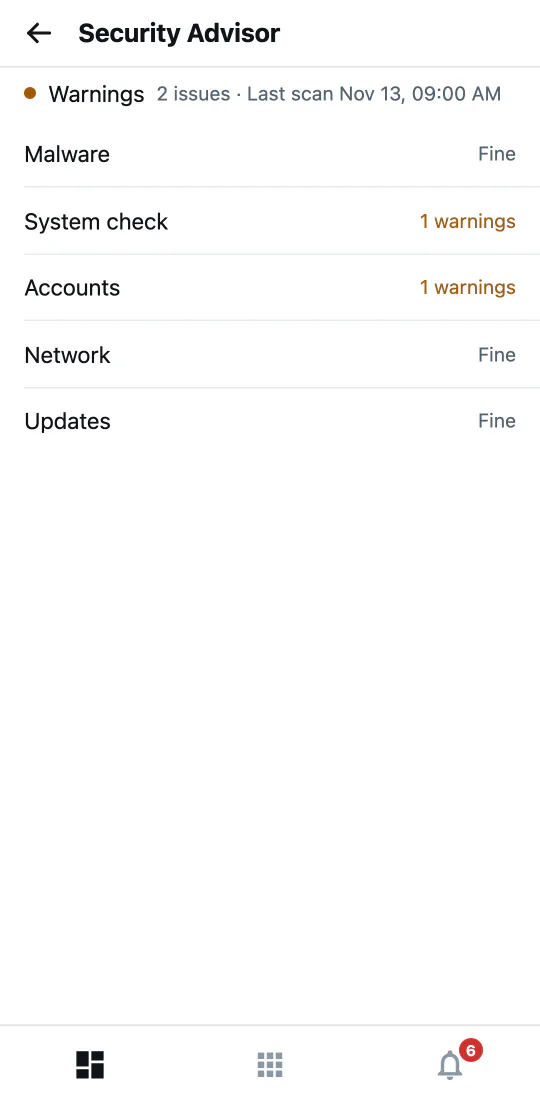 Security Advisor
Warnings 2 issues · Last scan Nov 13, 09:00 AM
Malware Fine
System check 1 warnings
Accounts 1 warnings
Network Fine
Updates Fine
6